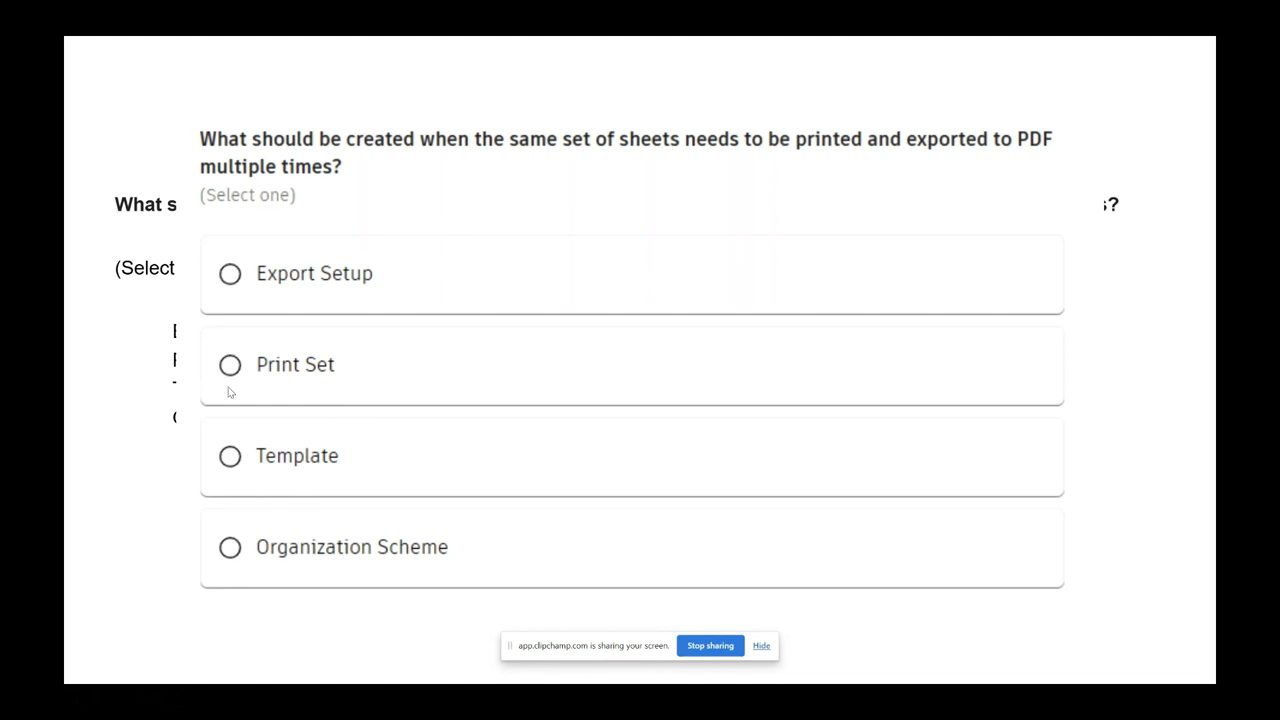 What should be created when the same set of sheets needs to be printed and exported to PDF
multiple times?
(Select one)
What s
s?
(Select
Export Setup
Print Set
Template
Organization Scheme
app.clipchamp.com is sharing your screen.
Stop sharing
Hide